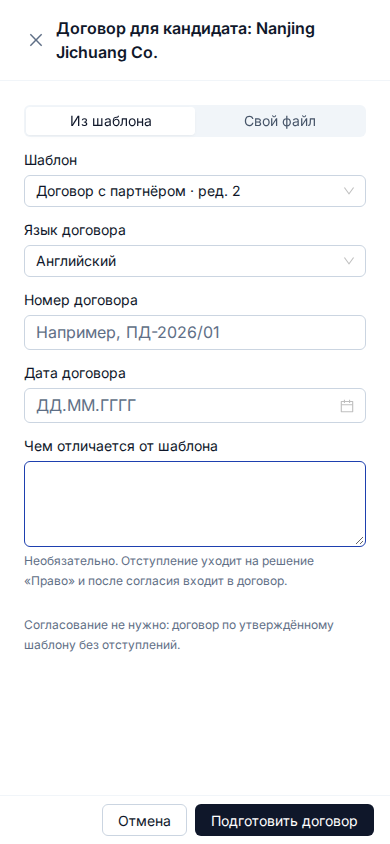 Договор для кандидата: Nanjing
Jichuang Co.
Из шаблона
Свой файл
Шаблон
Договор с партнёром · ред. 2
Язык договора
Английский
Номер договора
Например, ПД-2026/01
Дата договора
ДД.ММ.ГГГГ
Чем отличается от шаблона
Необязательно. Отступление уходит на решение
«Право» и после согласия входит в договор.
Согласование не нужно: договор по утверждённому
шаблону без отступлений.
Отмена
Подготовить договор